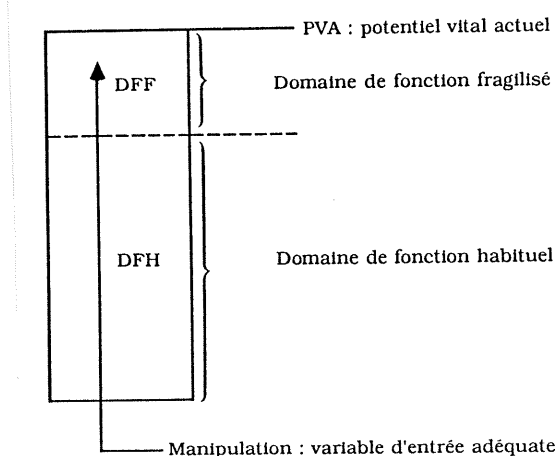 PVA : potentiel vital actuel
DFF
Domaine de fonction fragilisé
DFH
Domaine de fonction habituel
Manipulation : variable d'entrée adéquate